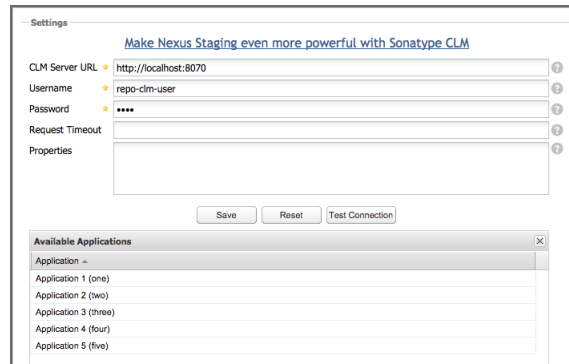 Settings
Make Nexus Staging even more powerful with Sonatype CLM
CLM Server URL http://localhost:8070
Username repo-clm-user
Password ••••
Request Timeout
Properties
Save Reset Test Connection
Available Applications
Application
Application 1 (one)
Application 2 (two)
Application 3 (three)
Application 4 (four)
Application 5 (five)